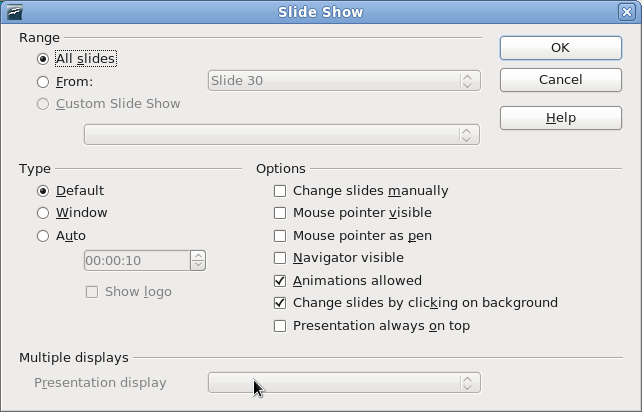 Slide Show
Range
All slides
From:
Slide 30
Custom Slide Show
OK
Cancel
Help
Type
Default
Window
Auto
00:00:10
Show logo
Options
Change slides manually
Mouse pointer visible
Mouse pointer as pen
Navigator visible
Animations allowed
Change slides by clicking on background
Presentation always on top
Multiple displays
Presentation display